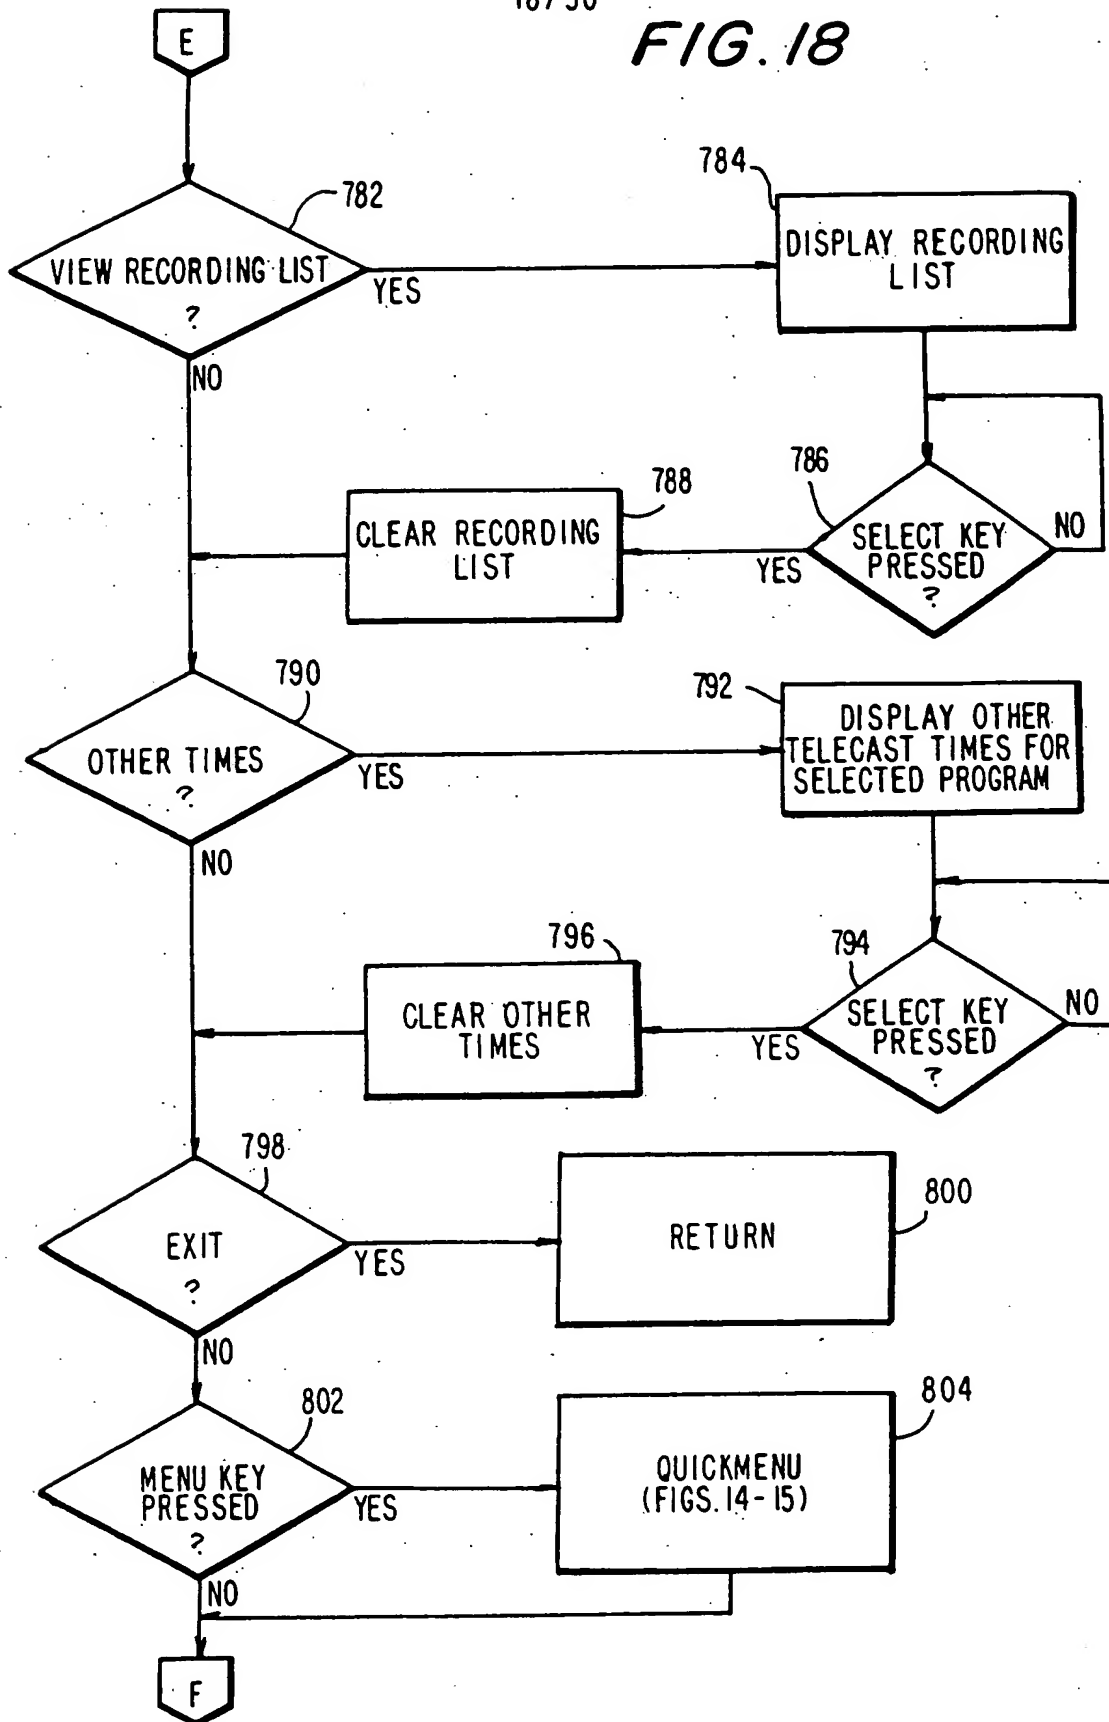 FIG. 18
E
782
VIEW RECORDING LIST
?
YES
NO
784
DISPLAY RECORDING
LIST
786
SELECT KEY
PRESSED
?
NO
YES
788
CLEAR RECORDING
LIST
790
OTHER TIMES
?
YES
NO
792
DISPLAY OTHER
TELECAST TIMES FOR
SELECTED PROGRAM
794
SELECT KEY
PRESSED
?
NO
YES
796
CLEAR OTHER
TIMES
798
EXIT
?
YES
NO
800
RETURN
802
MENU KEY
PRESSED
?
YES
NO
804
QUICKMENU
(FIGS. 14-15)
F